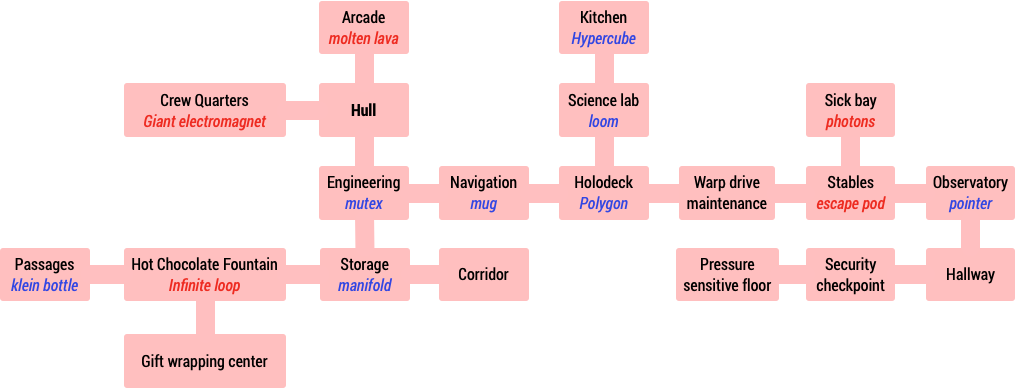 Arcade
molten lava
Kitchen
Hypercube
Crew Quarters
Giant electromagnet
Hull
Science lab
loom
Sick bay
photons
Engineering
mutex
Navigation
mug
Holodeck
Polygon
Warp drive
maintenance
Stables
escape pod
Observatory
pointer
Passages
klein bottle
Hot Chocolate Fountain
Infinite loop
Storage
manifold
Corridor
Pressure
sensitive floor
Security
checkpoint
Hallway
Gift wrapping center